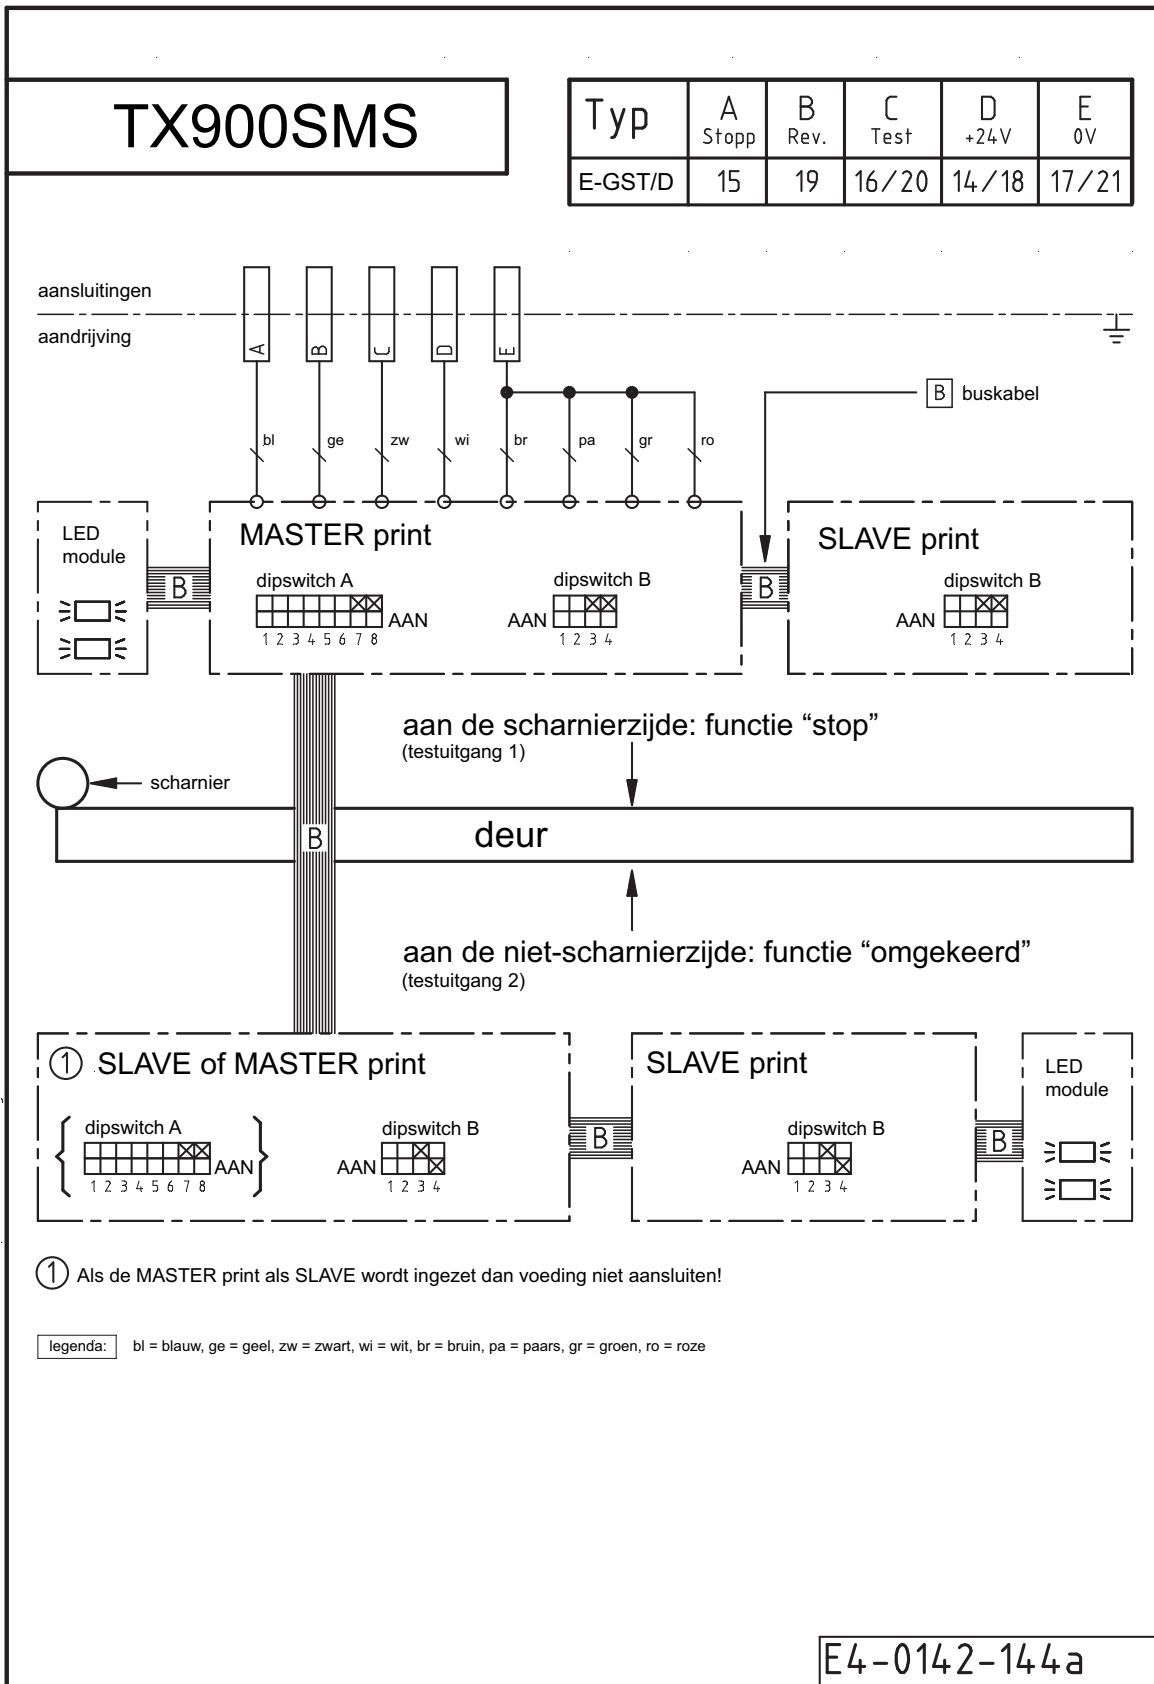 TX900SMS
Typ A B C D E
Stopp Rev. Test +24V 0V
E-GST/D 15 19 16/20 14/18 17/21
aansluitingen
aandrijving
A B C D E
B buskabel
bl ge zw wi br pa gr ro
LED
module
MASTER print
SLAVE print
B
B
dipswitch A
AAN
1 2 3 4 5 6 7 8
dipswitch B
AAN
1 2 3 4
dipswitch B
AAN
1 2 3 4
aan de scharnierzijde: functie “stop”
(testuitgang 1)
scharnier
B
deur
aan de niet-scharnierzijde: functie “omgekeerd”
(testuitgang 2)
1 SLAVE of MASTER print
SLAVE print
LED
module
dipswitch A
AAN
1 2 3 4 5 6 7 8
dipswitch B
AAN
1 2 3 4
B
dipswitch B
AAN
1 2 3 4
B
1 Als de MASTER print als SLAVE wordt ingezet dan voeding niet aansluiten!
legenda: bl = blauw, ge = geel, zw = zwart, wi = wit, br = bruin, pa = paars, gr = groen, ro = roze
E4-0142-144a